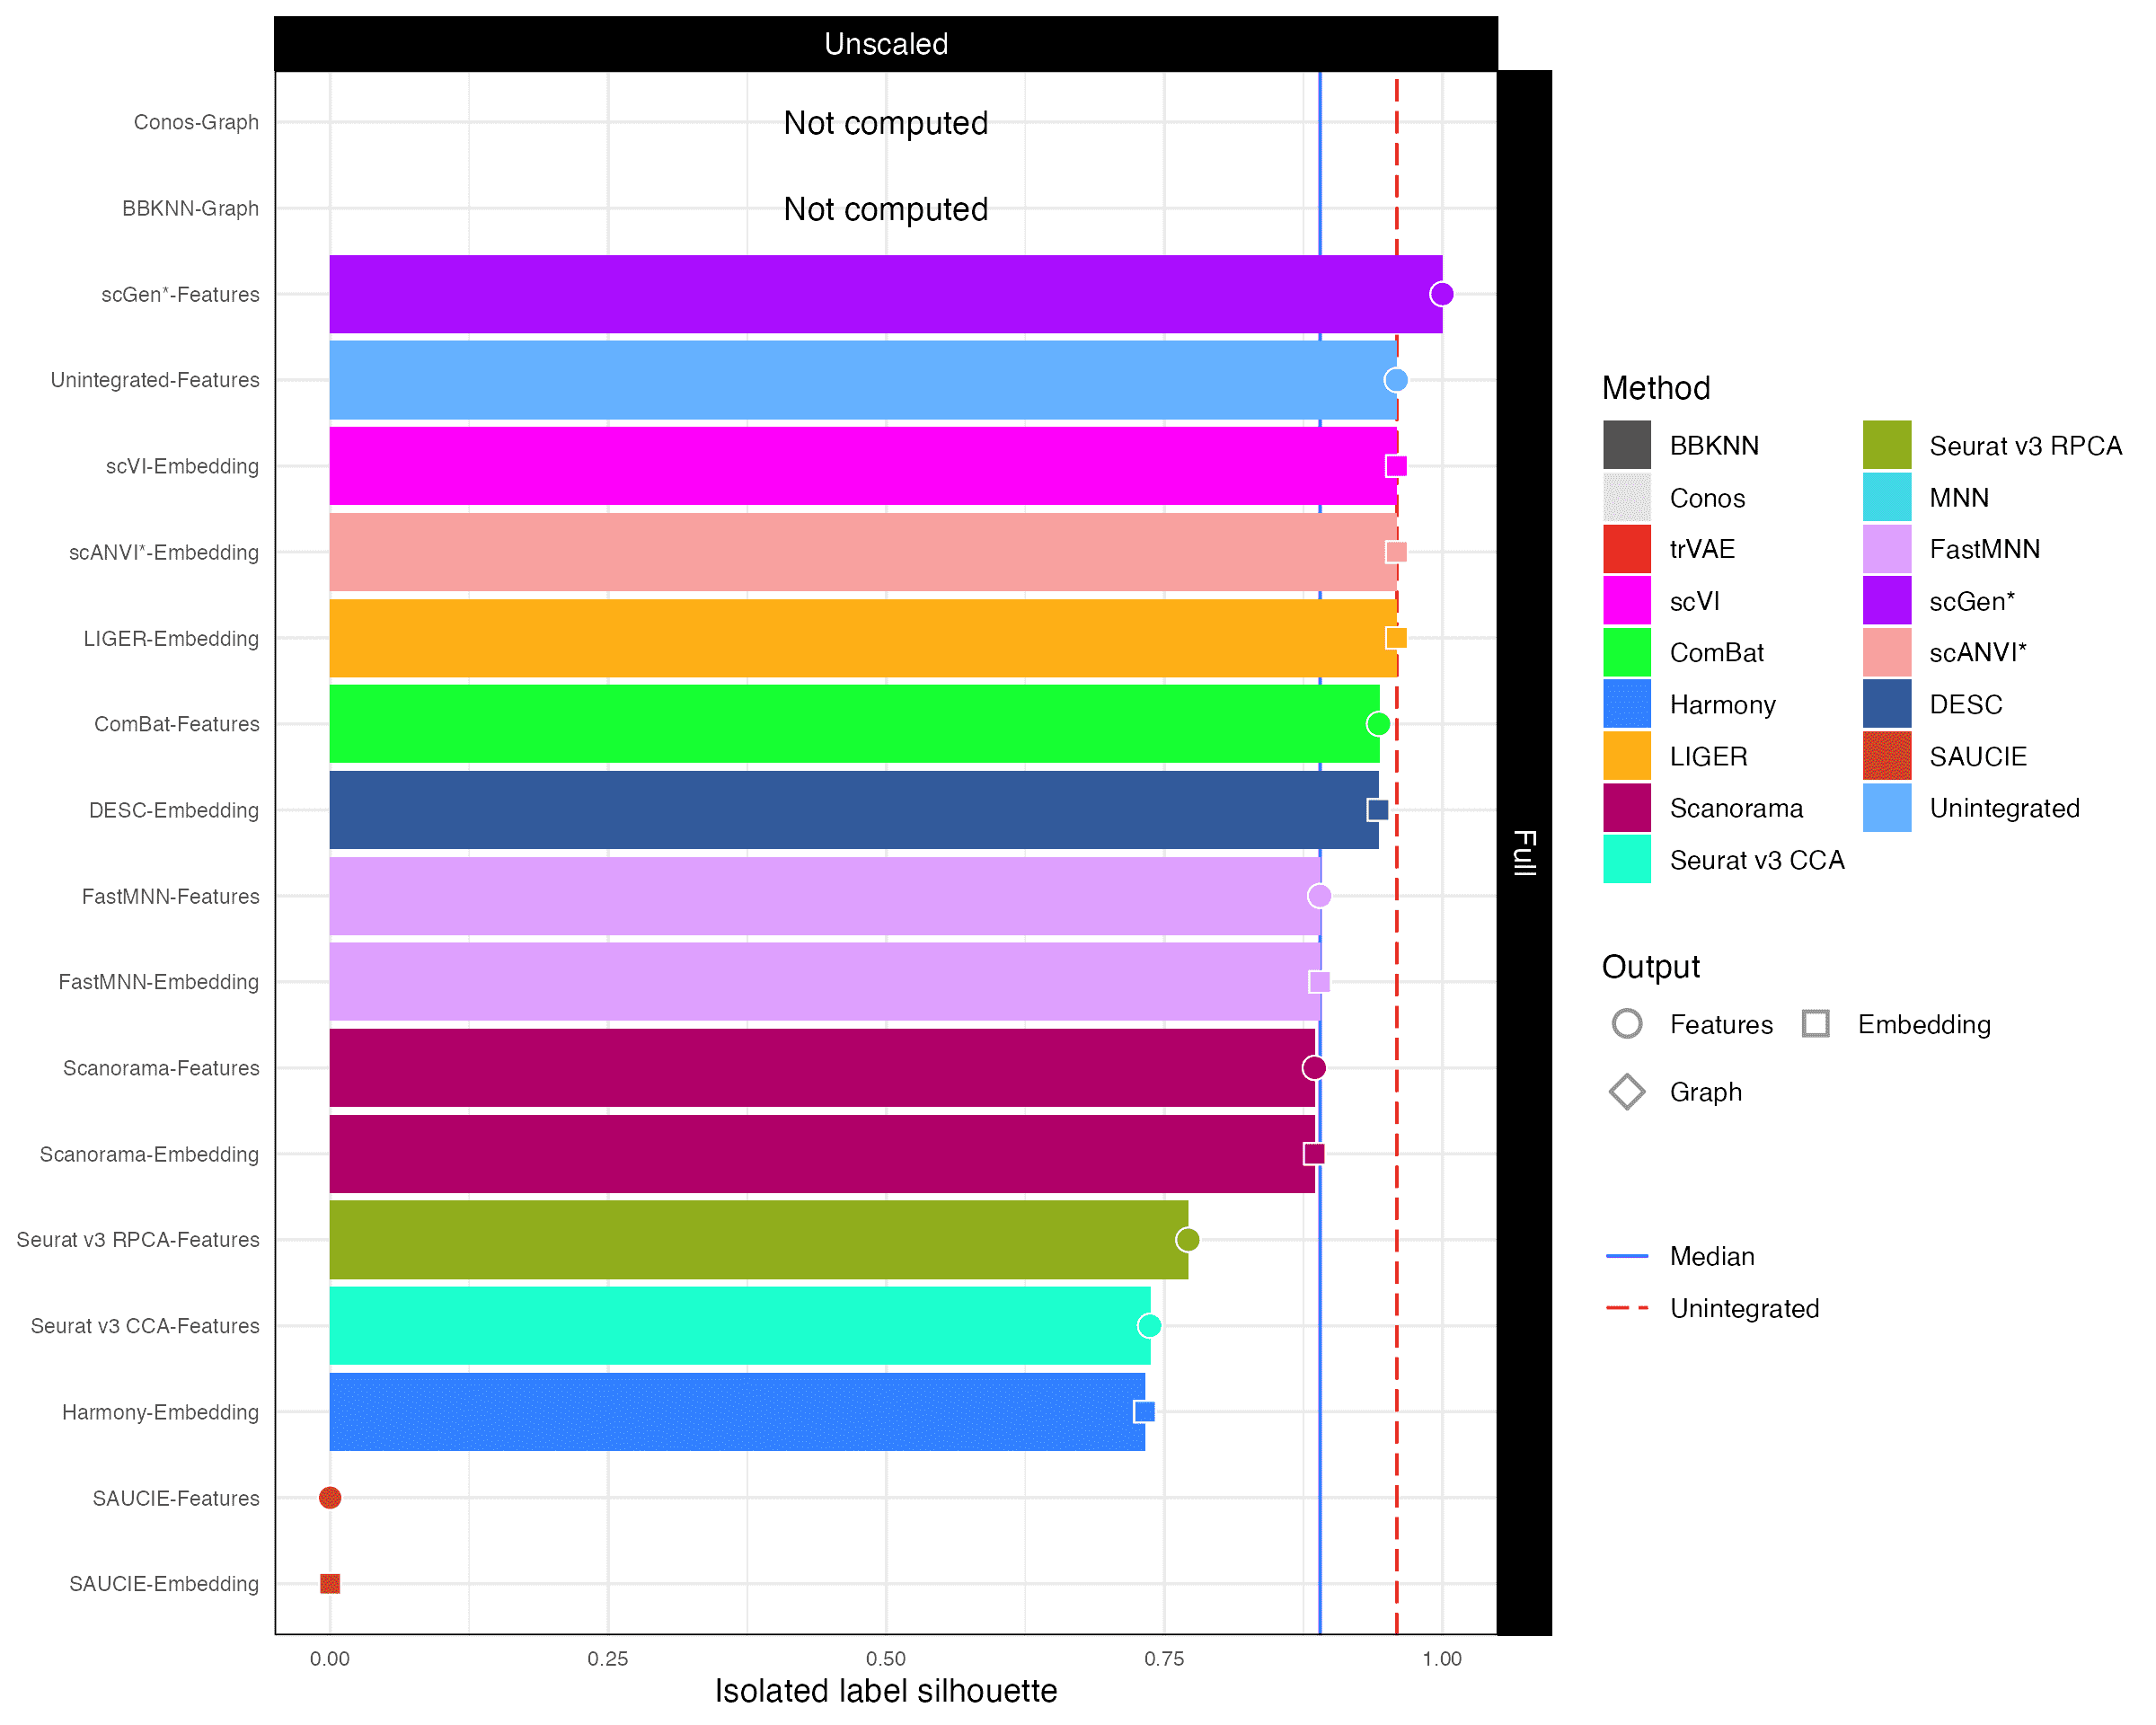 Unscaled
Conos-Graph
Not computed
BBKNN-Graph
Not computed
scGen*-Features
Unintegrated-Features
scVI-Embedding
scANVI*-Embedding
LIGER-Embedding
ComBat-Features
DESC-Embedding
FastMNN-Features
FastMNN-Embedding
Scanorama-Features
Scanorama-Embedding
Seurat v3 RPCA-Features
Seurat v3 CCA-Features
Harmony-Embedding
SAUCIE-Features
SAUCIE-Embedding
0.00 0.25 0.50 0.75 1.00
Isolated label silhouette
Full
Method
BBKNN
Conos
trVAE
scVI
ComBat
Harmony
LIGER
Scanorama
Seurat v3 CCA
Seurat v3 RPCA
MNN
FastMNN
scGen*
scANVI*
DESC
SAUCIE
Unintegrated
Output
Features Embedding
Graph
Median
Unintegrated